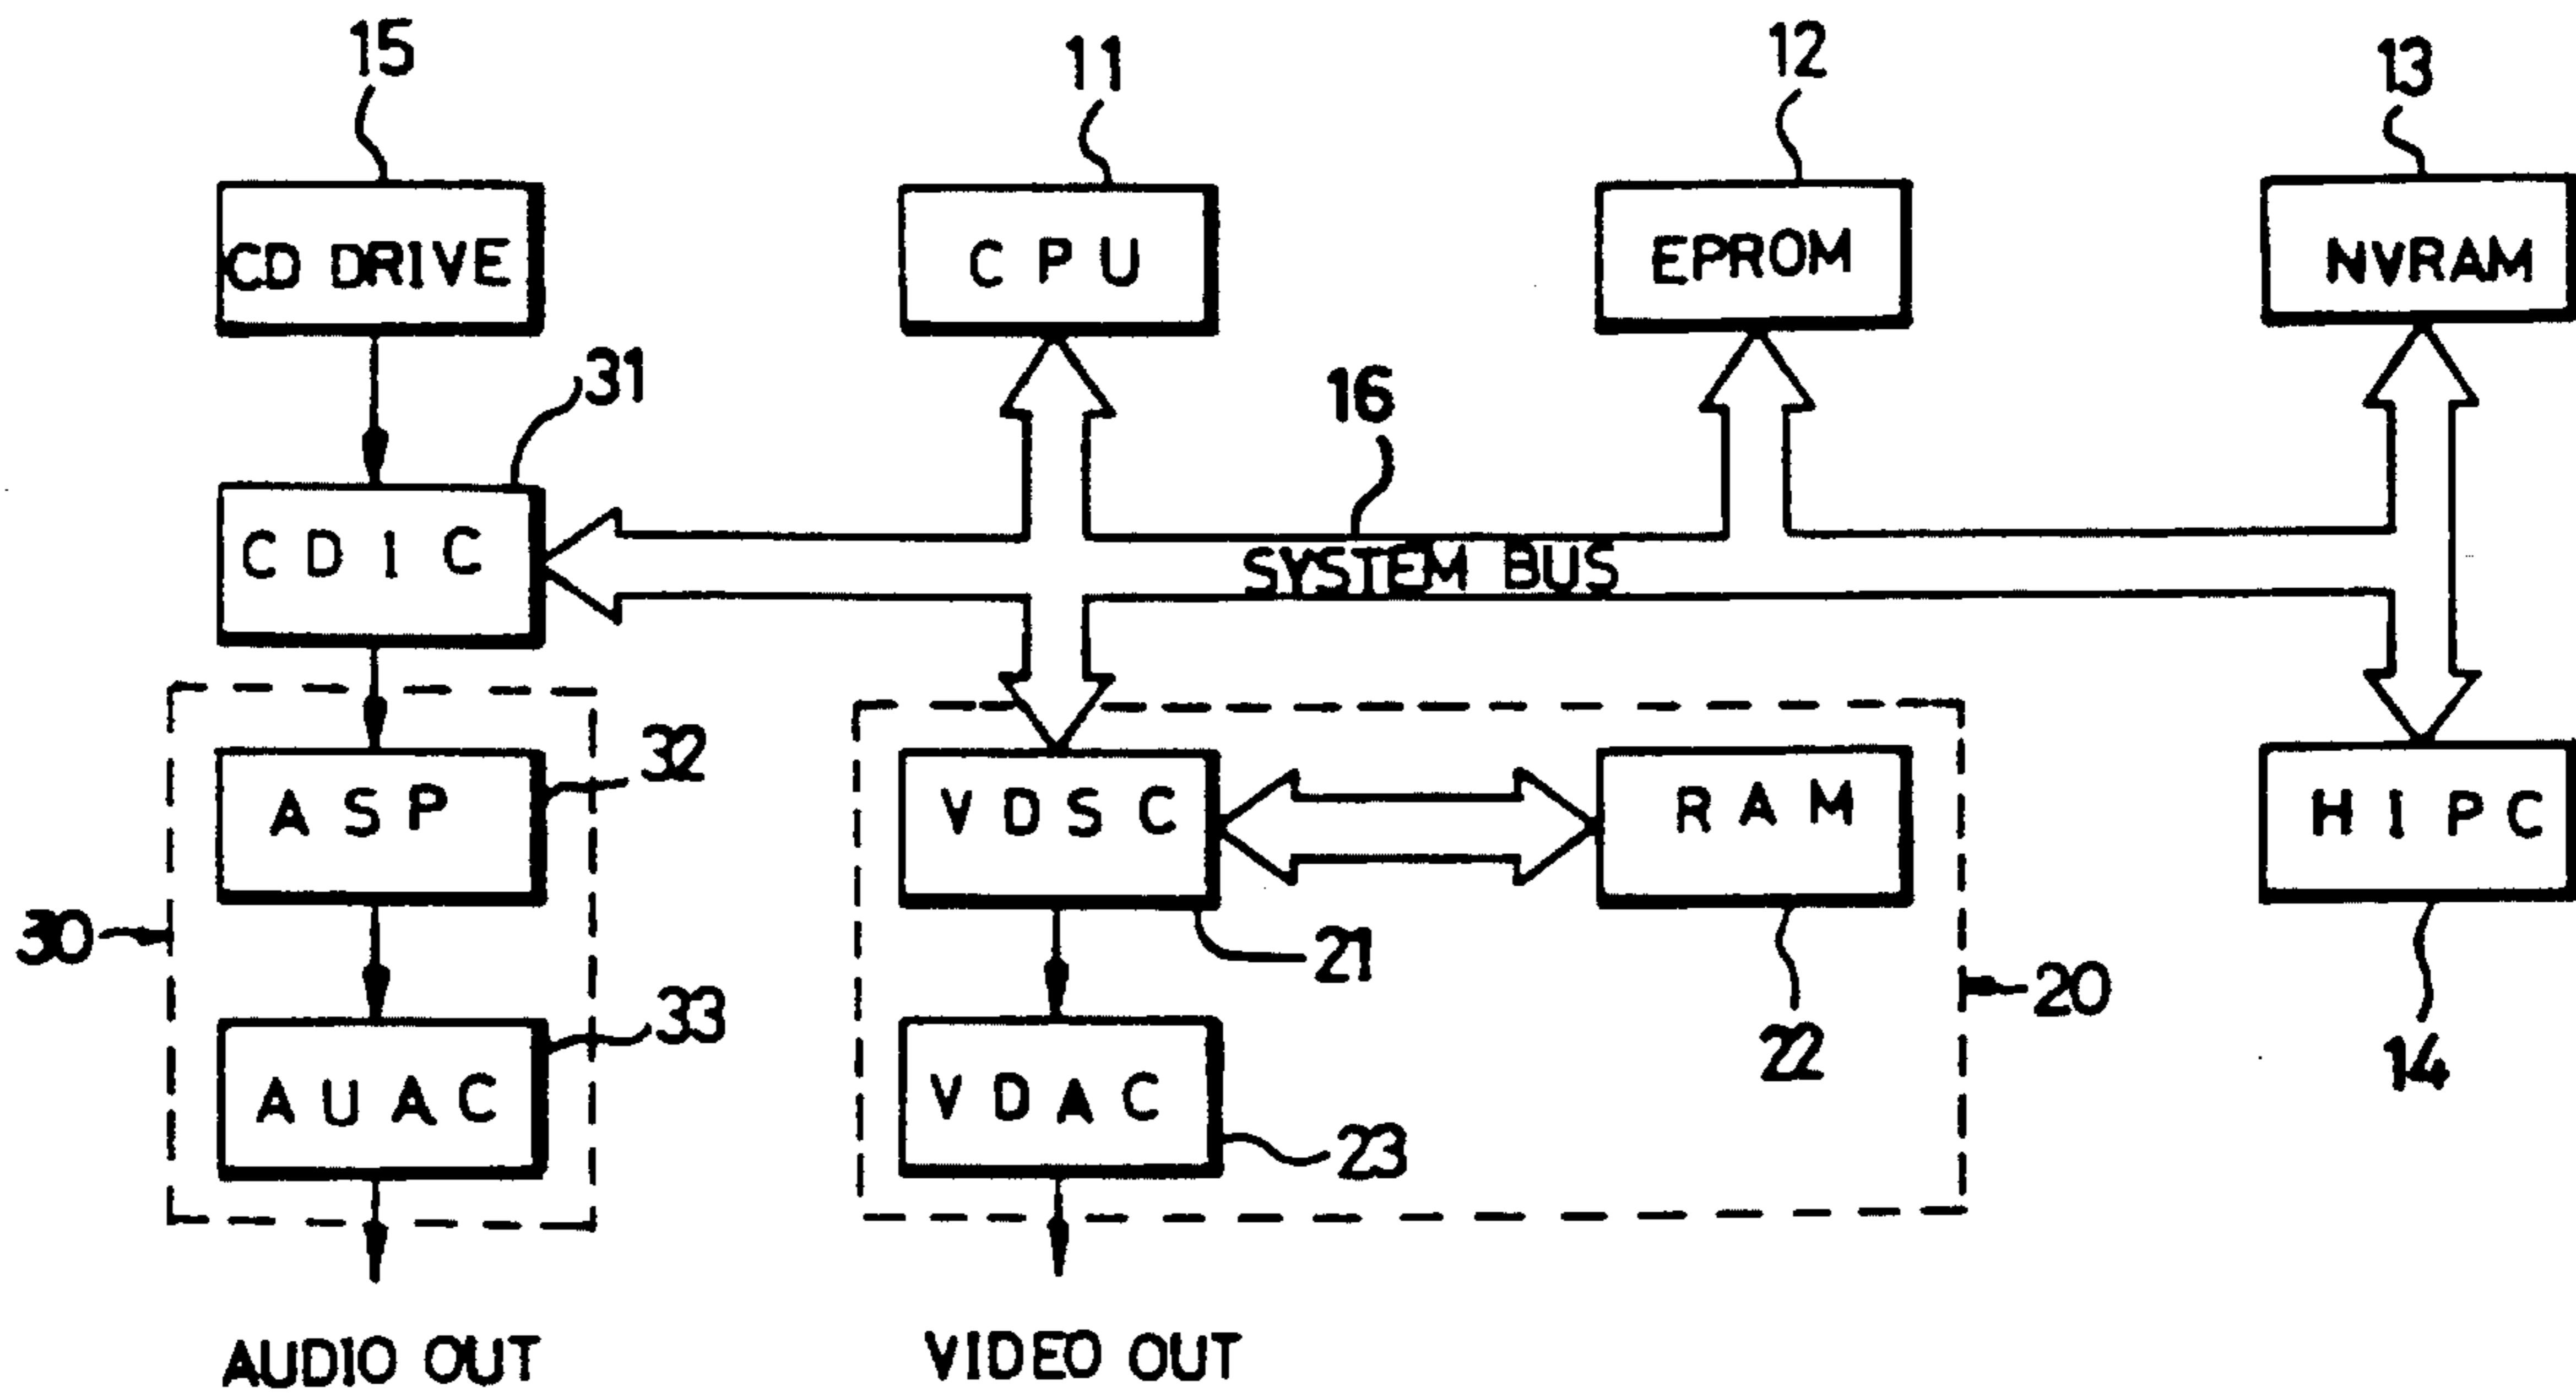 15
11
12
13
CD DRIVE
CPU
EPROM
NVRAM
31
16
CDIC
SYSTEM BUS
32
ASP
VDSC
RAM
HIPC
30
21
20
33
22
14
AUAC
VDAC
23
AUDIO OUT
VIDEO OUT